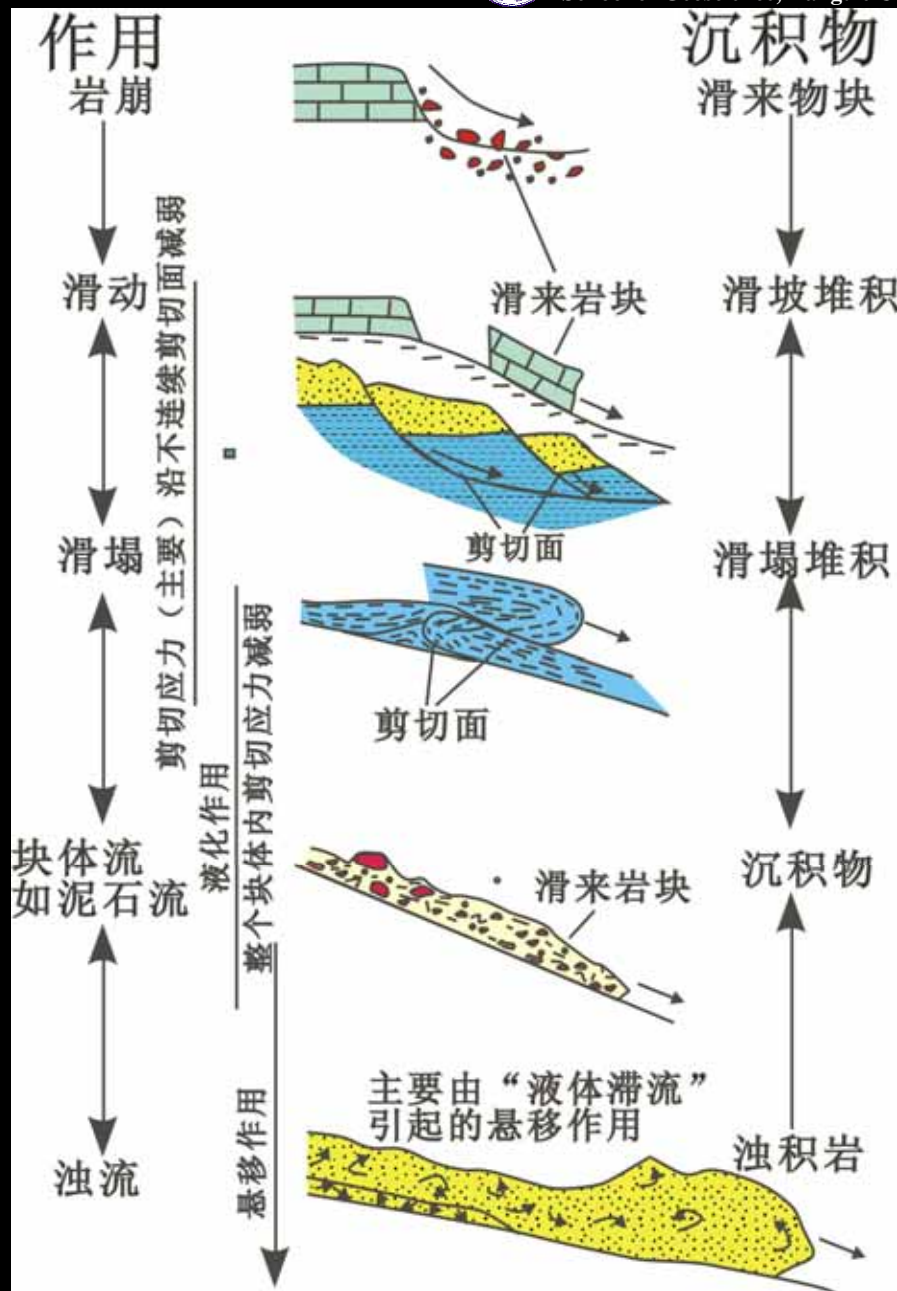 作用
沉积物
岩崩
滑来物块
滑动
滑来岩块
滑坡堆积
剪切应力（主要）沿不连续剪切面减弱
剪切面
滑塌
滑塌堆积
剪切面
液化作用
整个块体内剪切应力减弱
块体流
如泥石流
滑来岩块
沉积物
悬移作用
主要由“液体滞流”
引起的悬移作用
浊流
浊积岩